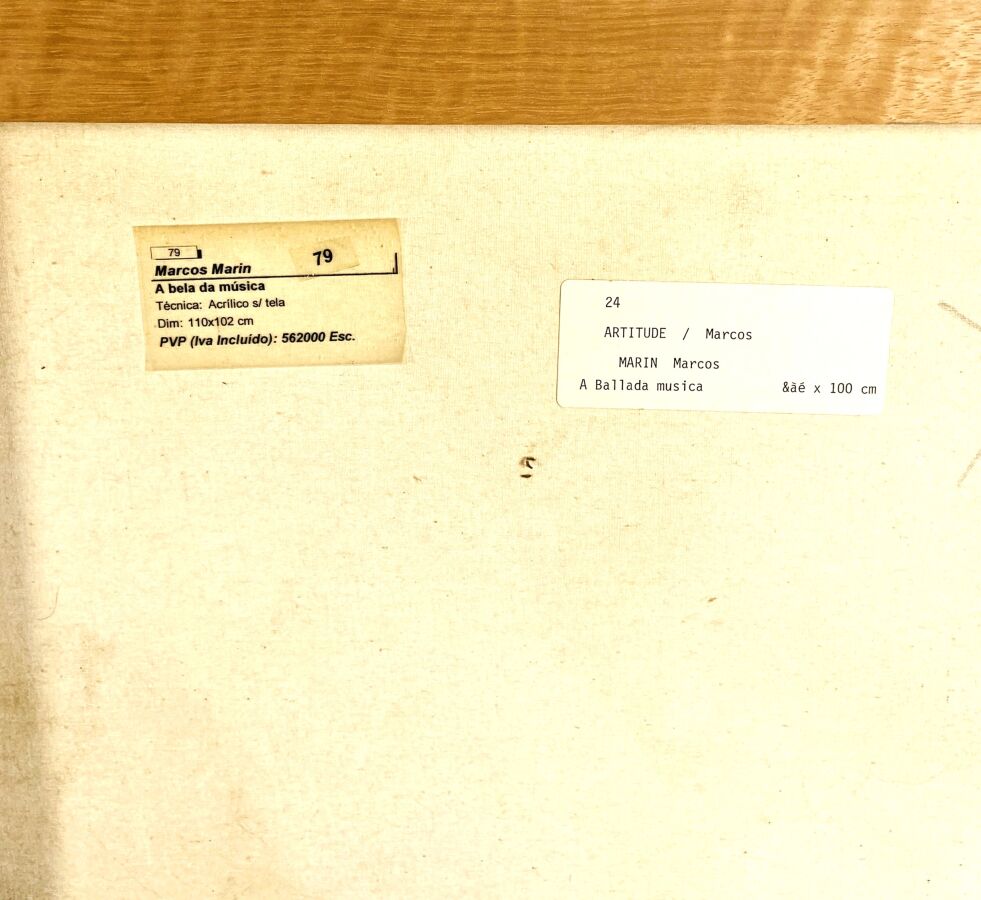 79
79
Marcos Marin
A bela da música
Técnica: Acrílico s/ tela
Dim: 110x102 cm
PVP (Iva Incluído): 562000 Esc.
24
ARTITUDE / Marcos
MARIN Marcos
A Ballada musica &àé x 100 cm